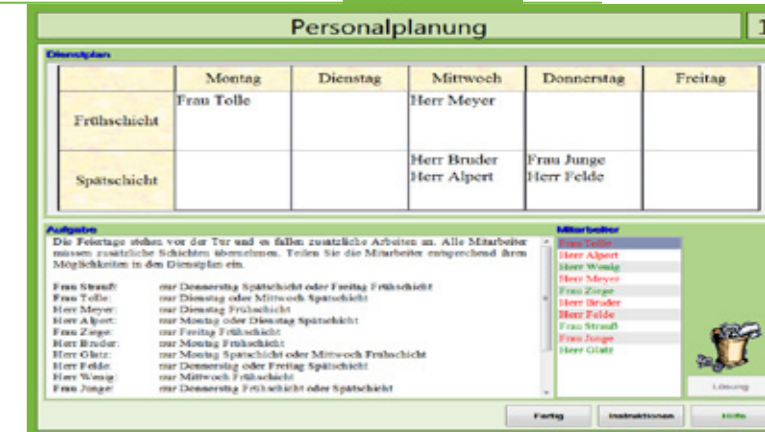 Personalplanung
1
Dienstplan
Montag Dienstag Mittwoch Donnerstag Freitag
Frühschicht Frau Tolle Herr Meyer
Spätschicht Herr Bruder Frau Junge
Herr Alpert Herr Felde
Aufgabe
Die Feiertage stehen vor der Tür und es fallen zusätzliche Arbeiten an. Alle Mitarbeiter
müssen zusätzliche Schichten übernehmen. Teilen Sie die Mitarbeiter entsprechend ihren
Möglichkeiten in den Dienstplan ein.
Frau Strauß: nur Donnerstag Spätschicht oder Freitag Frühschicht
Frau Tolle: nur Dienstag oder Mittwoch Spätschicht
Herr Meyer: nur Dienstag Frühschicht
Herr Alpert: nur Montag oder Dienstag Spätschicht
Frau Ziege: nur Freitag Frühschicht
Herr Bruder: nur Montag Frühschicht
Herr Glatz: nur Montag Spätschicht oder Mittwoch Frühschicht
Herr Felde: nur Donnerstag oder Freitag Spätschicht
Herr Wenig: nur Mittwoch Frühschicht
Frau Junge: nur Donnerstag Frühschicht oder Spätschicht
Mitarbeiter
Frau Tolle
Herr Alpert
Herr Wenig
Herr Meyer
Frau Ziege
Herr Bruder
Herr Felde
Frau Strauß
Frau Junge
Herr Glatz
Lösung
Fertig Instruktionen Hilfe